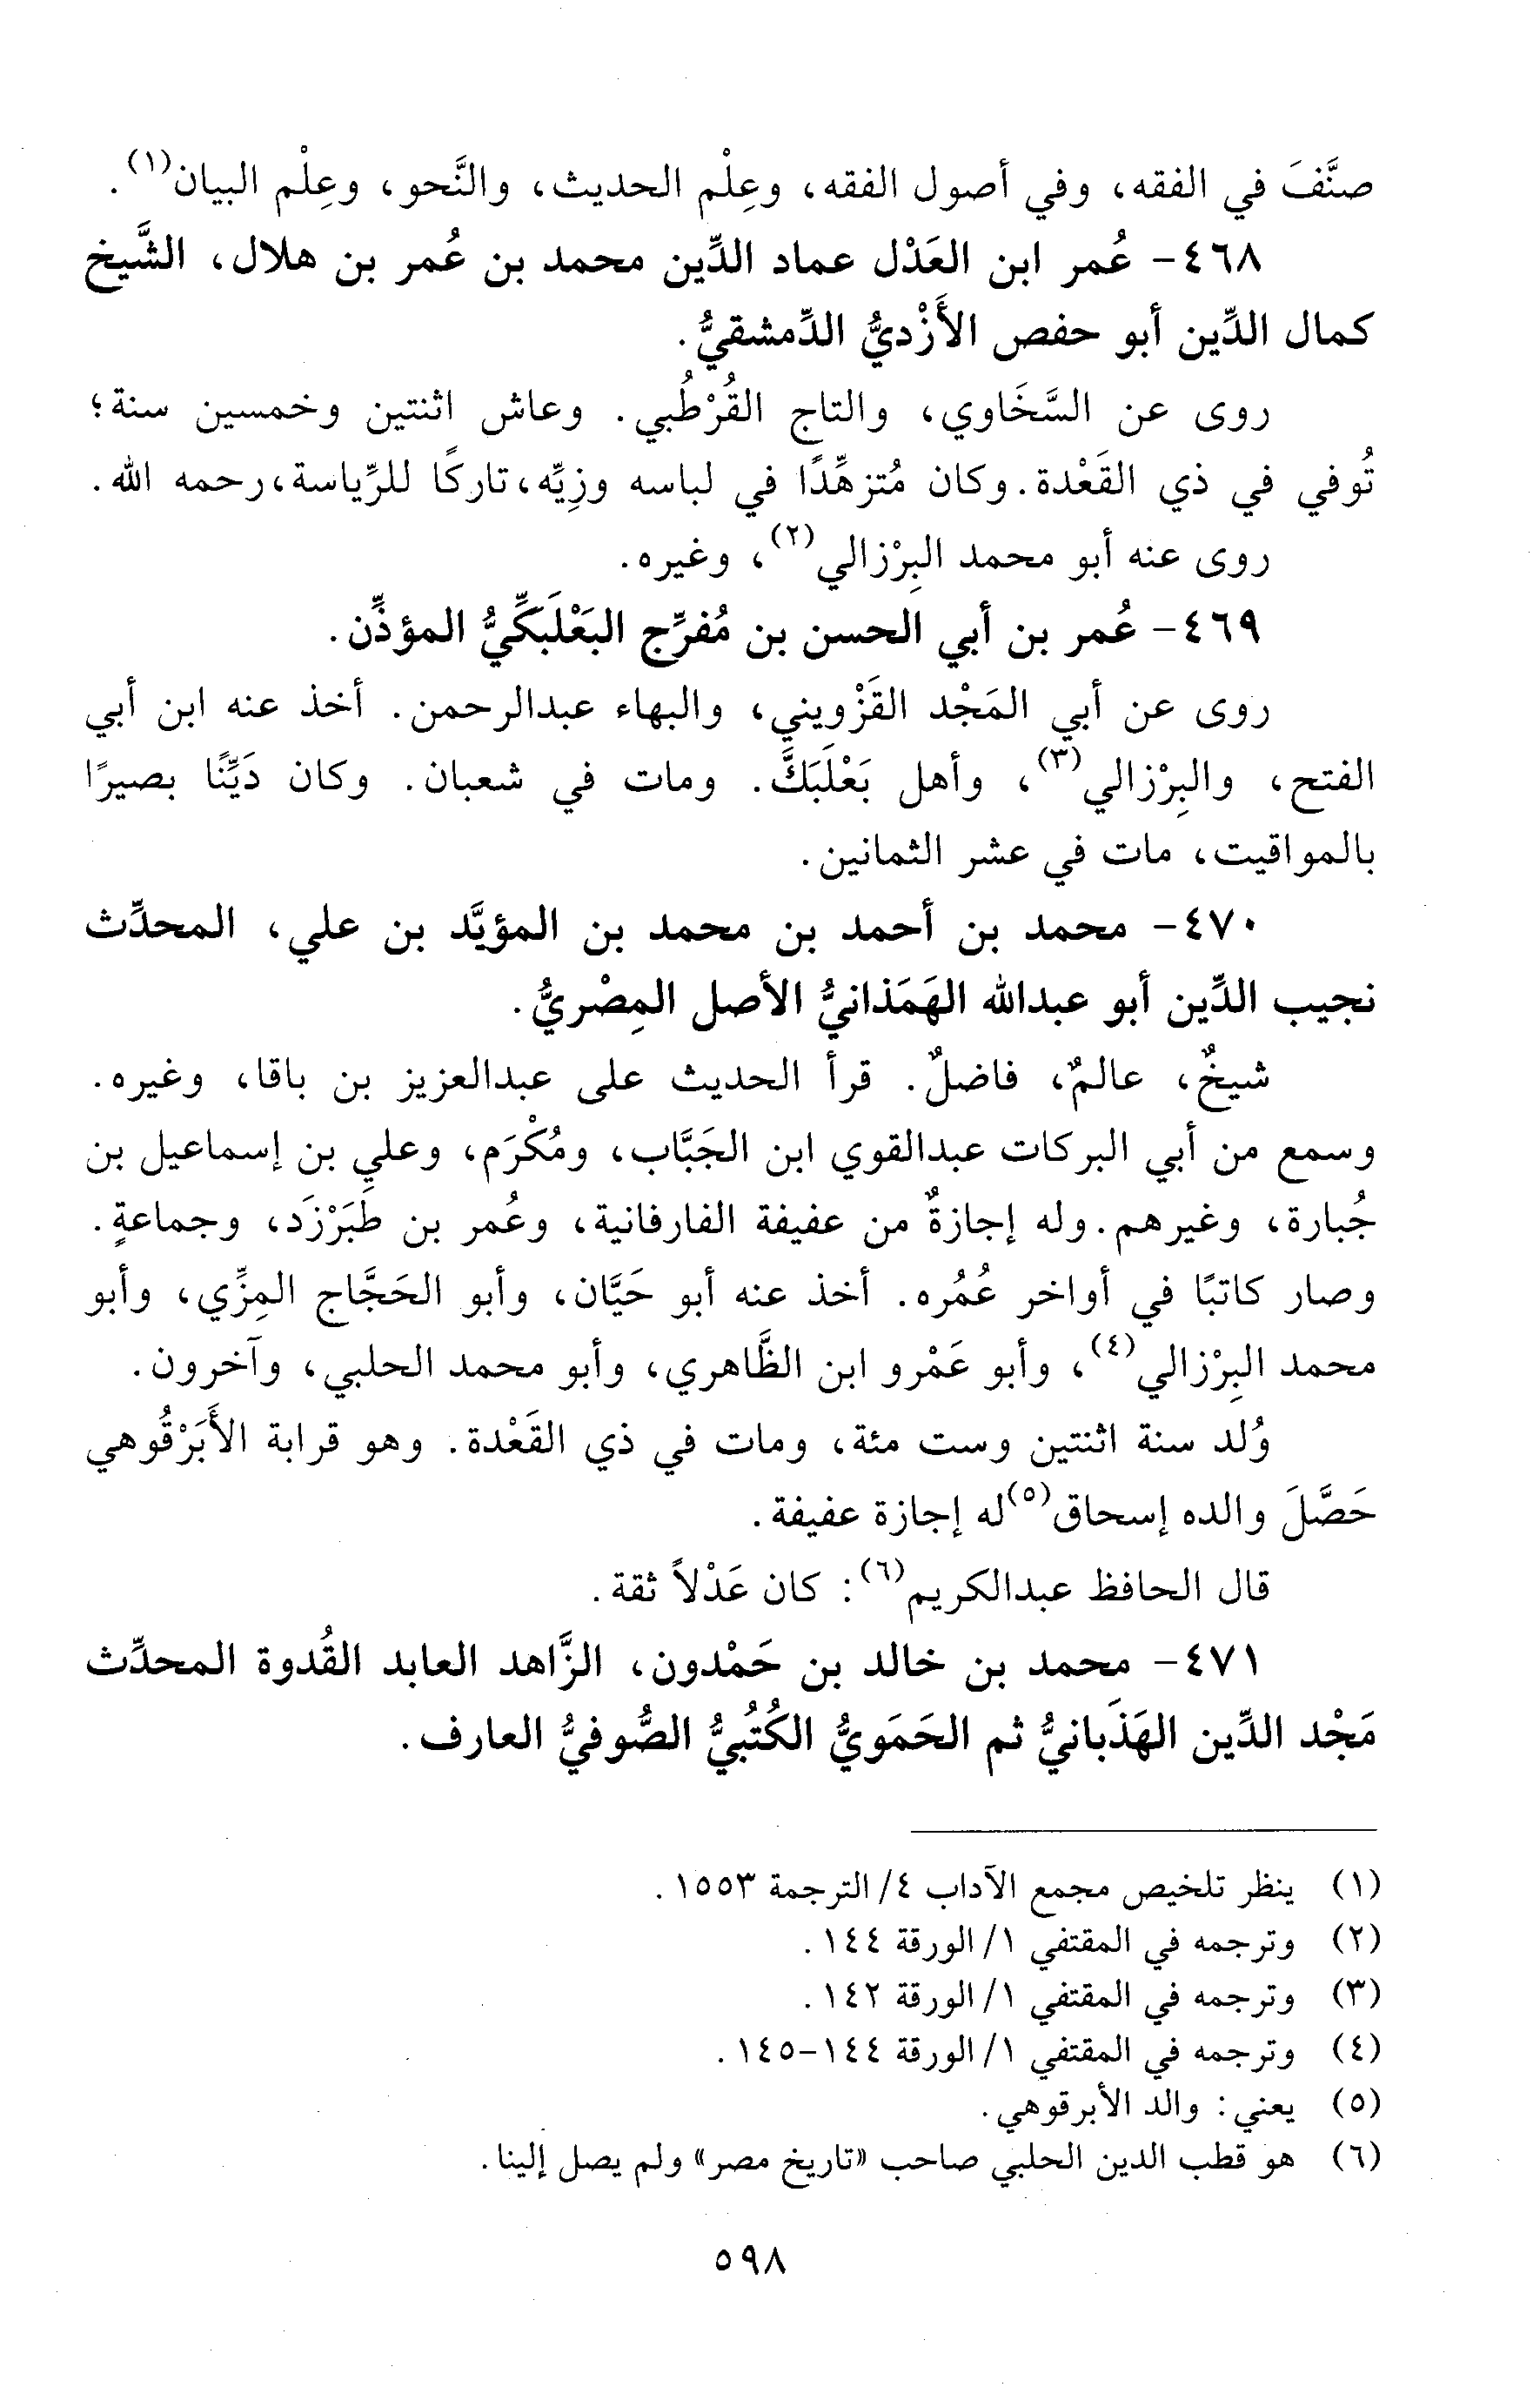 صنَّفَ في الفقه، وفي أصول الفقه، وعِلْم الحديث، والنَّحو، وعِلْم البيان(١).
٤٦٨- عُمر ابن العَدْل عماد الدِّين محمد بن عُمر بن هلال، الشَّيخ
كمال الدِّين أبو حفص الأَزْديُّ الدِّمشقيُّ.
روى عن السَّخَاوي، والتاج القُرْطُبي. وعاش اثنتين وخمسين سنة؛
تُوفي في ذي القَعْدة. وكان مُتزهِّدًا في لباسه وزِيِّه، تاركًا للرِّياسة، رحمه الله.
روى عنه أبو محمد البِرْزالي(٢)، وغيره.
٤٦٩- عُمر بن أبي الحسن بن مُفرِّج البَعْلَبَكِّيُّ المؤذِّن.
روى عن أبي المَجْد القَزْويني، والبهاء عبدالرحمن. أخذ عنه ابن أبي
الفتح، والبِرْزالي(٣)، وأهل بَعْلَبَكَّ. ومات في شعبان. وكان دَيِّنًا بصيرًا
بالمواقيت، مات في عشر الثمانين.
٤٧٠- محمد بن أحمد بن محمد بن المؤيَّد بن علي، المحدِّث
نجيب الدِّين أبو عبدالله الهَمَذانيُّ الأصل المِصْريُّ.
شيخٌ، عالمٌ، فاضلٌ. قرأ الحديث على عبدالعزيز بن باقا، وغيره.
وسمع من أبي البركات عبدالقوي ابن الجَبَّاب، ومُكْرَم، وعلي بن إسماعيل بن
جُبارة، وغيرهم. وله إجازةٌ من عفيفة الفارفانية، وعُمر بن طَبَرْزَد، وجماعةٍ.
وصار كاتبًا في أواخر عُمُره. أخذ عنه أبو حَيَّان، وأبو الحَجَّاج المِزِّي، وأبو
محمد البِرْزالي(٤)، وأبو عَمْرو ابن الظَّاهري، وأبو محمد الحلبي، وآخرون.
وُلد سنة اثنتين وست مئة، ومات في ذي القَعْدة. وهو قرابة الأَبَرْقُوهي
حَصَّلَ والده إسحاق(٥) له إجازة عفيفة.
قال الحافظ عبدالكريم(٦): كان عَدْلاً ثقة.
٤٧١- محمد بن خالد بن حَمْدون، الزَّاهد العابد القُدوة المحدِّث
مَجْد الدِّين الهَذَبانيُّ ثم الحَمَويُّ الكُتُبيُّ الصُّوفيُّ العارف.
(١) ينظر تلخيص مجمع الآداب ٤/ الترجمة ١٥٥٣.
(٢) وترجمه في المقتفي ١/ الورقة ١٤٤.
(٣) وترجمه في المقتفي ١/ الورقة ١٤٢.
(٤) وترجمه في المقتفي ١/ الورقة ١٤٤-١٤٥.
(٥) يعني: والد الأبرقوهي.
(٦) هو قطب الدين الحلبي صاحب «تاريخ مصر» ولم يصل إلينا.
٥٩٨